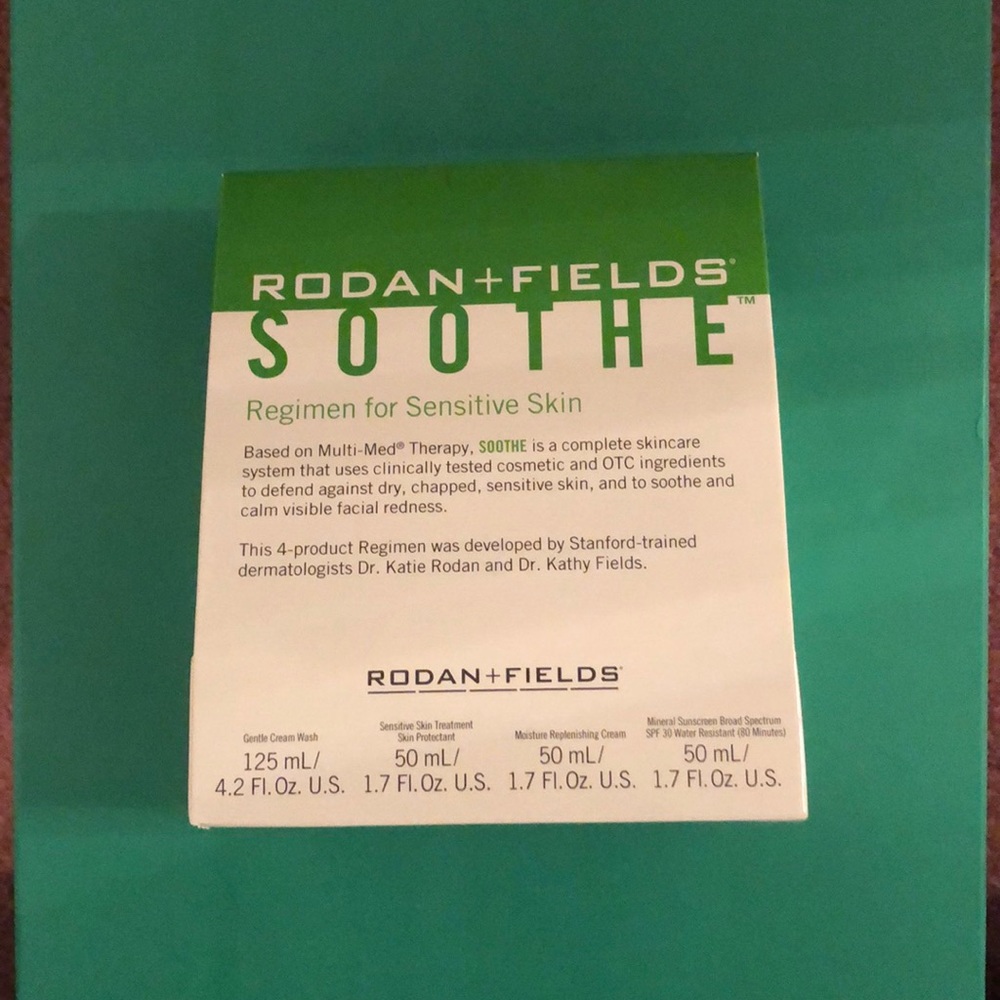 RODAN+FIELDS®
SOOTHE™
Regimen for Sensitive Skin
Based on Multi-Med® Therapy, SOOTHE is a complete skincare
system that uses clinically tested cosmetic and OTC ingredients
to defend against dry, chapped, sensitive skin, and to soothe and
calm visible facial redness.
This 4-product Regimen was developed by Stanford-trained
dermatologists Dr. Katie Rodan and Dr. Kathy Fields.
RODAN+FIELDS®
Gentle Cream Wash
125 mL/
4.2 Fl. Oz. U.S.
Sensitive Skin Treatment
Skin Protectant
50 mL/
1.7 Fl. Oz. U.S.
Moisture Replenishing Cream
50 mL/
1.7 Fl. Oz. U.S.
Mineral Sunscreen Broad Spectrum
SPF 30 Water Resistant (80 Minutes)
50 mL/
1.7 Fl. Oz. U.S.